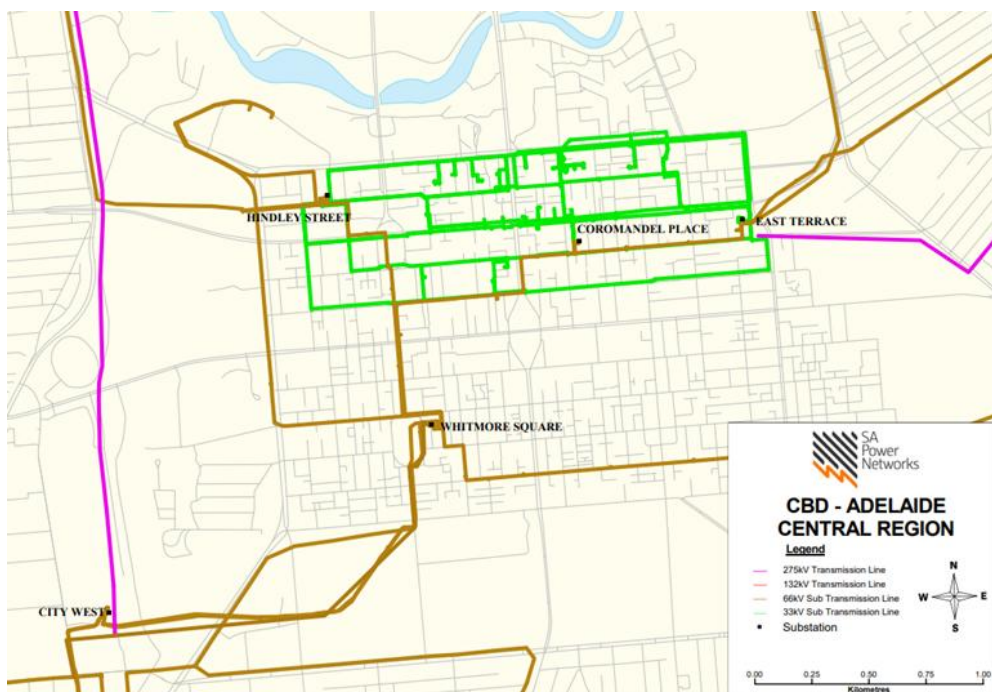 HINDLEY STREET
COROMANDEL PLACE
EAST TERRACE
WHITMORE SQUARE
CITY WEST
SA
Power
Networks
CBD - ADELAIDE
CENTRAL REGION
Legend
275kV Transmission Line
132kV Transmission Line
66kV Sub Transmission Line
33kV Sub Transmission Line
Substation
N
W E
S
0.00 0.25 0.50 0.75 1.00
Kilometres